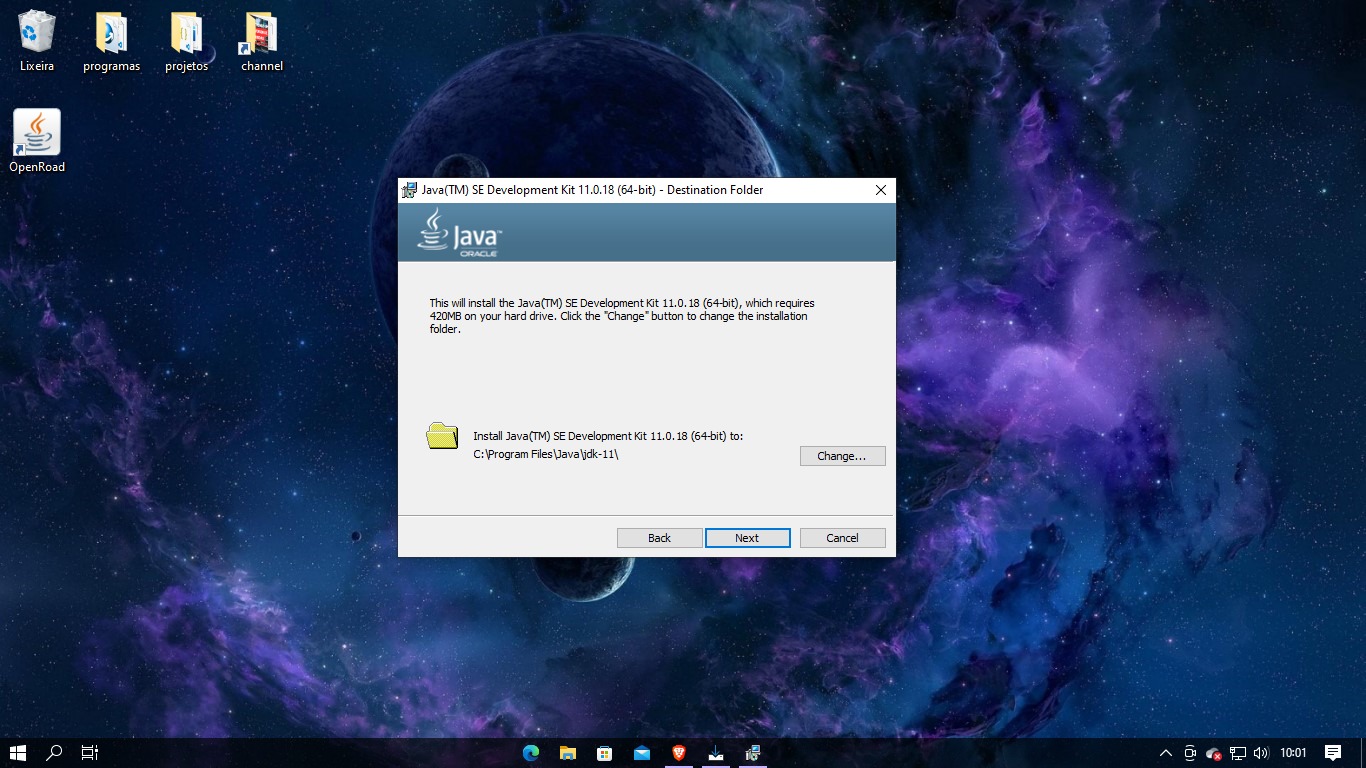 Lixeira
programas
projetos
channel
OpenRoad
Java(TM) SE Development Kit 11.0.18 (64-bit) - Destination Folder
Java™
ORACLE
This will install the Java(TM) SE Development Kit 11.0.18 (64-bit), which requires
420MB on your hard drive. Click the "Change" button to change the installation
folder.
Install Java(TM) SE Development Kit 11.0.18 (64-bit) to:
C:\Program Files\Java\jdk-11\
Change...
Back
Next
Cancel
10:01